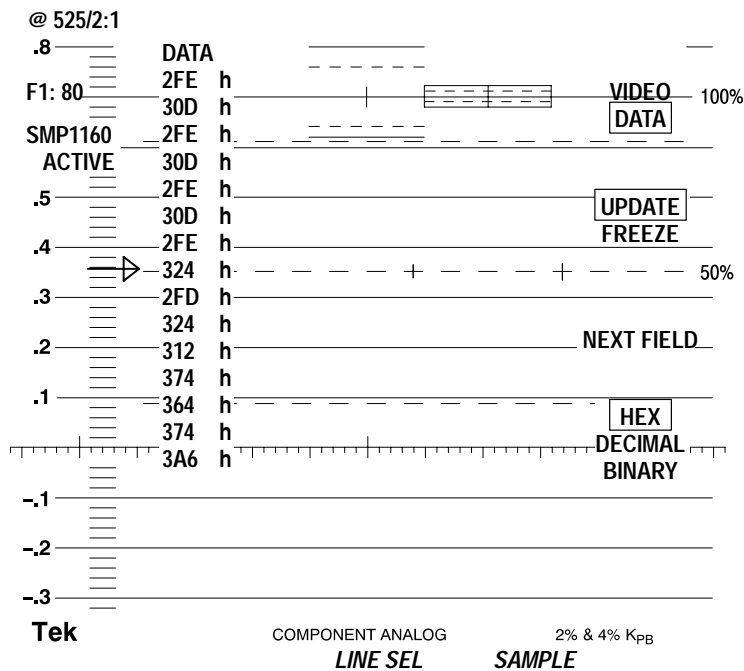 @ 525/2:1
.8
DATA
F1: 80
2FE h
VIDEO
100%
30D h
DATA
SMP1160
2FE h
ACTIVE
30D h
2FE h
.5
UPDATE
30D h
FREEZE
.4
2FE h
324 h
50%
.3
2FD h
324 h
NEXT FIELD
.2
312 h
374 h
.1
364 h
HEX
374 h
DECIMAL
3A6 h
BINARY
–.1
–.2
–.3
Tek
COMPONENT ANALOG
2% & 4% KPB
LINE SEL
SAMPLE